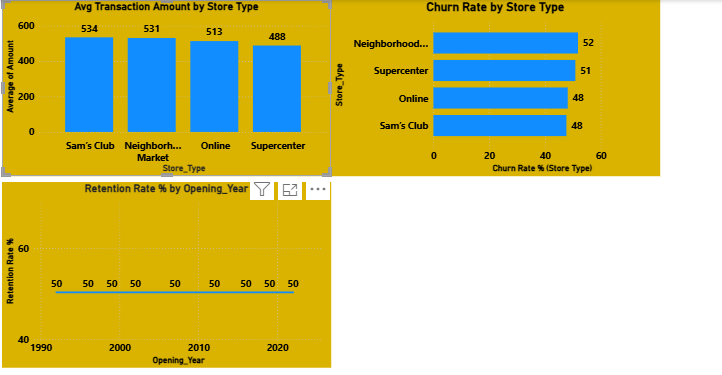 Avg Transaction Amount by Store Type
Average of Amount
600
400
200
0
534
531
513
488
Sam's Club
Neighborh...
Market
Online
Supercenter
Store_Type
Churn Rate by Store Type
Store_Type
Neighborhood... 52
Supercenter 51
Online 48
Sam's Club 48
0 20 40 60
Churn Rate % (Store Type)
Retention Rate % by Opening_Year
Retention Rate %
60
40
50 50 50 50 50 50 50 50 50
1990 2000 2010 2020
Opening_Year